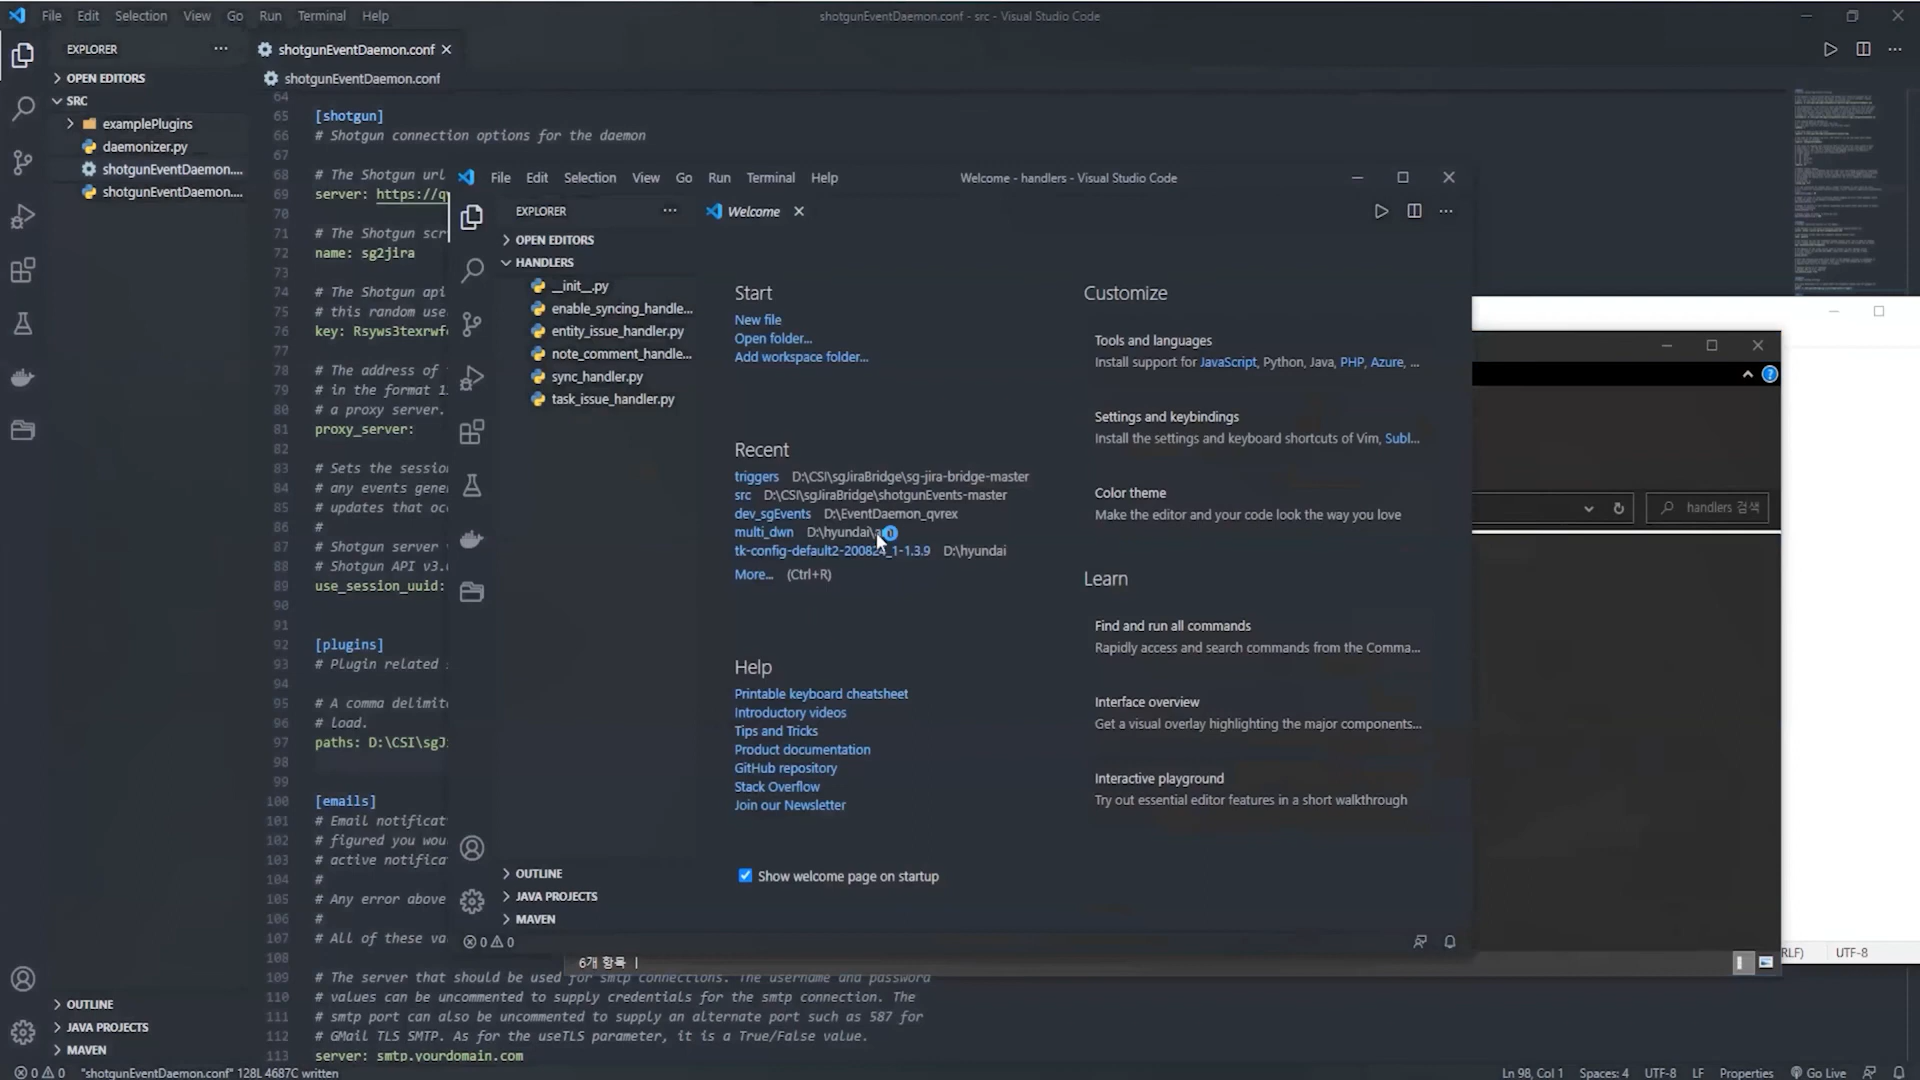 File Edit Selection View Go Run Terminal Help
shotgunEventDaemon.conf - src - Visual Studio Code
EXPLORER ...
shotgunEventDaemon.conf
OPEN EDITORS
SRC
examplePlugins
daemonizer.py
shotgunEventDaemon....
shotgunEventDaemon....
OUTLINE
JAVA PROJECTS
MAVEN
shotgunEventDaemon.conf
64
65 [shotgun]
66 # Shotgun connection options for the daemon
67
68 # The Shotgun url
69 server: https://q
70
71 # The Shotgun scr
72 name: sg2jira
73
74 # The Shotgun api
75 # this random use
76 key: Rsyws3texrwf
77
78 # The address of
79 # in the format 1
80 # a proxy server.
81 proxy_server:
82
83 # Sets the session
84 # any events gene
85 # updates that oc
86 #
87 # Shotgun server v
88 # Shotgun API v3.
89 use_session_uuid:
90
91
92 [plugins]
93 # Plugin related
94
95 # A comma delimit
96 # load.
97 paths: D:\CSI\sgJ
98
99
100 [emails]
101 # Email notificat
102 # figured you wou
103 # active notifica
104 #
105 # Any error above
106 #
107 # All of these va
108
109 # The server that should be used for smtp connections. The username and password
110 # values can be uncommented to supply credentials for the smtp connection. The
111 # smtp port can also be uncommented to supply an alternate port such as 587 for
112 # GMail TLS SMTP. As for the useTLS parameter, it is a True/False value.
113 server: smtp.yourdomain.com
File Edit Selection View Go Run Terminal Help
Welcome - handlers - Visual Studio Code
EXPLORER ...
Welcome
OPEN EDITORS
HANDLERS
__init__.py
enable_syncing_handle...
entity_issue_handler.py
note_comment_handle...
sync_handler.py
task_issue_handler.py
OUTLINE
JAVA PROJECTS
MAVEN
0 0
Start
New file
Open folder...
Add workspace folder...
Recent
triggers D:\CSI\sgJiraBridge\sg-jira-bridge-master
src D:\CSI\sgJiraBridge\shotgunEvents-master
dev_sgEvents D:\EventDaemon_qvrex
multi_dwn D:\hyundai\
tk-config-default2-200824_1-1.3.9 D:\hyundai
More... (Ctrl+R)
Help
Printable keyboard cheatsheet
Introductory videos
Tips and Tricks
Product documentation
GitHub repository
Stack Overflow
Join our Newsletter
Show welcome page on startup
Customize
Tools and languages
Install support for JavaScript, Python, Java, PHP, Azure, ...
Settings and keybindings
Install the settings and keyboard shortcuts of Vim, Subl...
Color theme
Make the editor and your code look the way you love
Learn
Find and run all commands
Rapidly access and search commands from the Comma...
Interface overview
Get a visual overlay highlighting the major components...
Interactive playground
Try out essential editor features in a short walkthrough
handlers 검색
6개 항목
RLF) UTF-8
0 0 "shotgunEventDaemon.conf" 128L 4687C written
Ln 98, Col 1 Spaces: 4 UTF-8 LF Properties Go Live